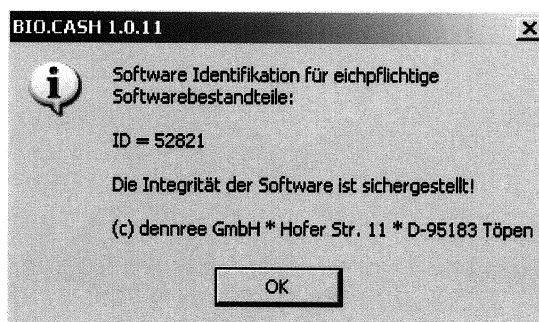 BIO.CASH 1.0.11
Software Identifikation für eichpflichtige
Softwarebestandteile:
ID = 52821
Die Integrität der Software ist sichergestellt!
(c) dennree GmbH * Hofer Str. 11 * D-95183 Töpen
OK